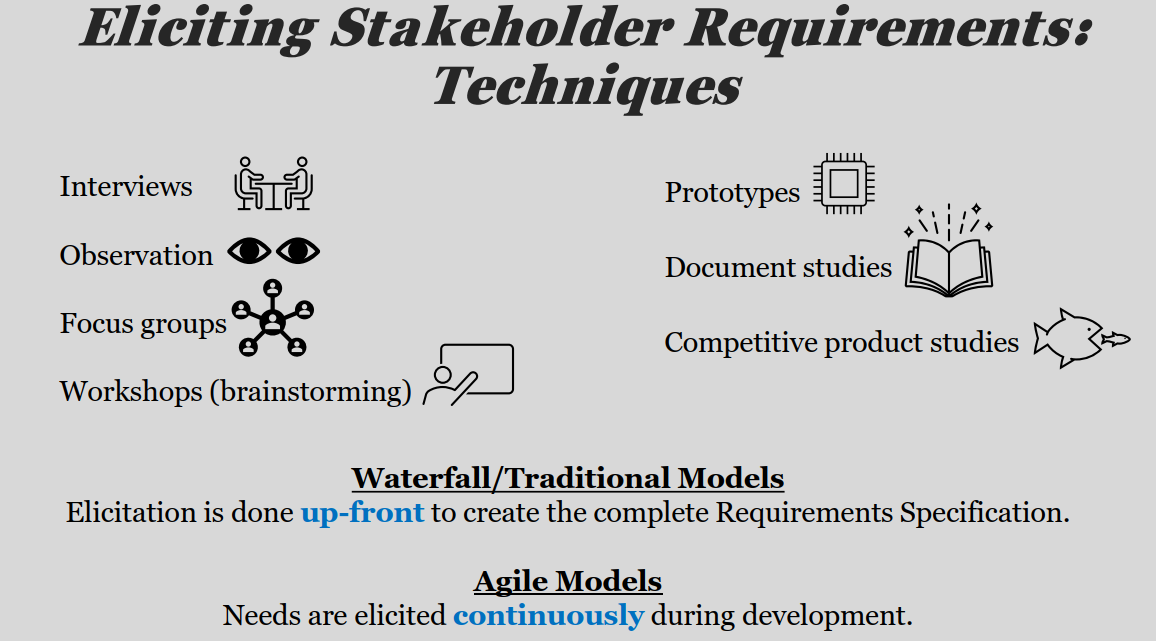 Eliciting Stakeholder Requirements:
Techniques
Interviews
Observation
Focus groups
Workshops (brainstorming)
Prototypes
Document studies
Competitive product studies
Waterfall/Traditional Models
Elicitation is done up-front to create the complete Requirements Specification.
Agile Models
Needs are elicited continuously during development.